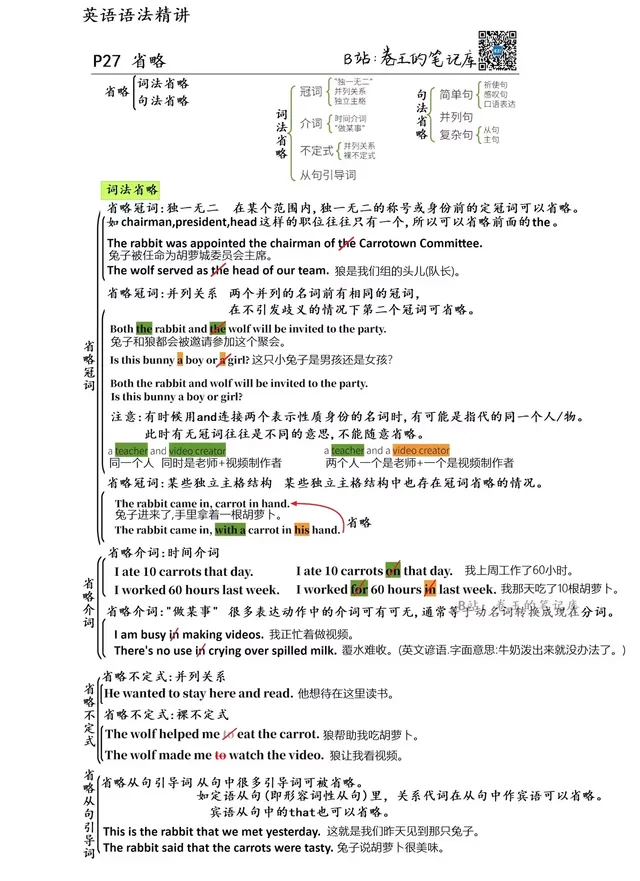 英语语法精讲
P27 省略
B站:卷王的笔记库
省略
词法省略
句法省略
词法省略
冠词
"独一无二"
并列关系
独立主格
介词
时间介词
"做某事"
不定式
并列关系
裸不定式
从句引导词
句法省略
简单句
祈使句
感叹句
口语表达
并列句
复杂句
从句
主句
词法省略
省略冠词
省略冠词:独一无二 在某个范围内,独一无二的称号或身份前的定冠词可以省略。
如chairman,president,head这样的职位往往只有一个,所以可以省略前面的the。
The rabbit was appointed the chairman of the Carrotown Committee.
兔子被任命为胡萝城委员会主席。
The wolf served as the head of our team. 狼是我们组的头儿(队长)。
省略冠词:并列关系 两个并列的名词前有相同的冠词,
在不引发歧义的情况下第二个冠词可省略。
Both the rabbit and the wolf will be invited to the party.
兔子和狼都会被邀请参加这个聚会。
Is this bunny a boy or a girl? 这只小兔子是男孩还是女孩?
Both the rabbit and wolf will be invited to the party.
Is this bunny a boy or girl?
注意:有时候用and连接两个表示性质身份的名词时,有可能是指代的同一个人/物。
此时有无冠词往往是不同的意思,不能随意省略。
a teacher and video creator
a teacher and a video creator
同一个人 同时是老师+视频制作者
两个人一个是老师+一个是视频制作者
省略冠词:某些独立主格结构 某些独立主格结构中也存在冠词省略的情况。
The rabbit came in, carrot in hand.
兔子进来了,手里拿着一根胡萝卜。
The rabbit came in, with a carrot in his hand.
省略
省略介词
省略介词:时间介词
I ate 10 carrots that day.
I ate 10 carrots on that day. 我上周工作了60小时。
I worked 60 hours last week.
I worked for 60 hours in last week. 我那天吃了10根胡萝卜。
B站:卷王的笔记库
省略介词:"做某事" 很多表达动作中的介词可有可无,通常等于动名词转换成现在分词。
I am busy in making videos. 我正忙着做视频。
There's no use in crying over spilled milk. 覆水难收。(英文谚语.字面意思:牛奶泼出来就没办法了。)
省略不定式
省略不定式:并列关系
He wanted to stay here and read. 他想待在这里读书。
省略不定式:裸不定式
The wolf helped me to eat the carrot. 狼帮助我吃胡萝卜。
The wolf made me to watch the video. 狼让我看视频。
省略从句引导词
省略从句引导词 从句中很多引导词可被省略。
如定语从句(即形容词性从句)里,关系代词在从句中作宾语可以省略。
宾语从句中的that也可以省略。
This is the rabbit that we met yesterday. 这就是我们昨天见到那只兔子。
The rabbit said that the carrots were tasty. 兔子说胡萝卜很美味。